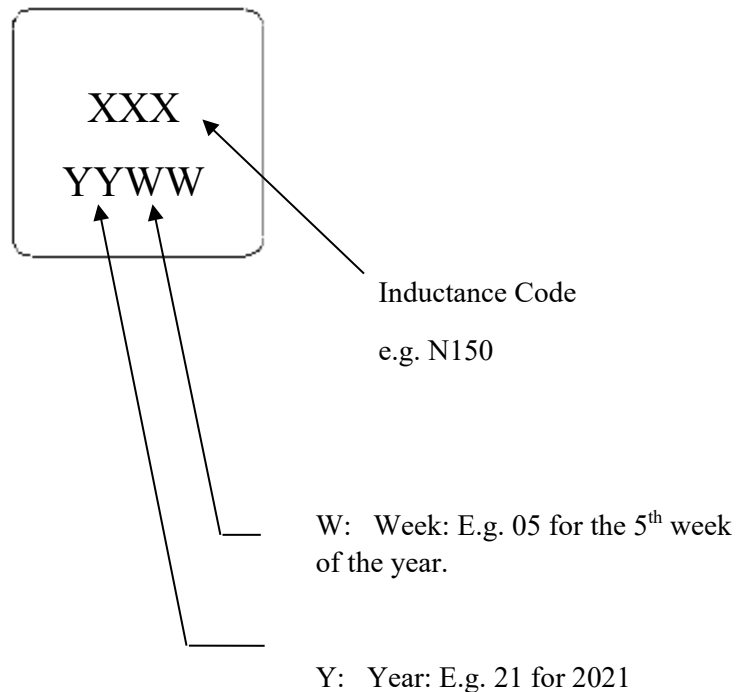 XXX
YYWW
Inductance Code
e.g. N150
W: Week: E.g. 05 for the 5th week
of the year.
Y: Year: E.g. 21 for 2021